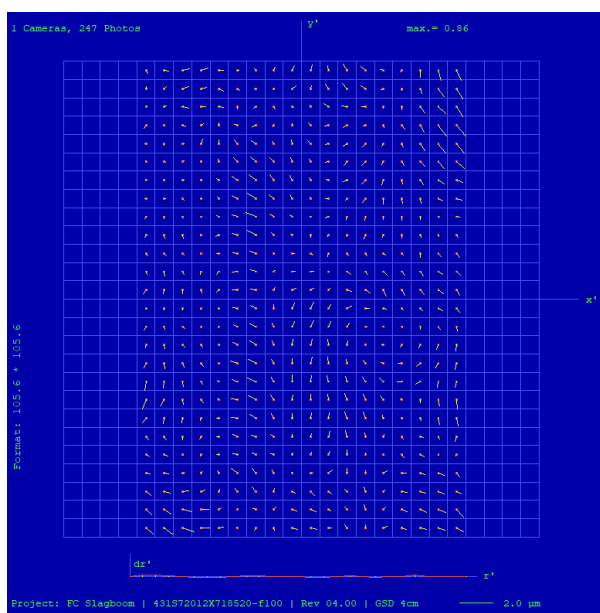 1 Cameras, 247 Photos
y'
max.= 0.86
x'
Format: 105.6 * 105.6
dr'
r'
Project: FC Slagboom | 431S72012X718520-f100 | Rev 04.00 | GSD 4cm
2.0 µm